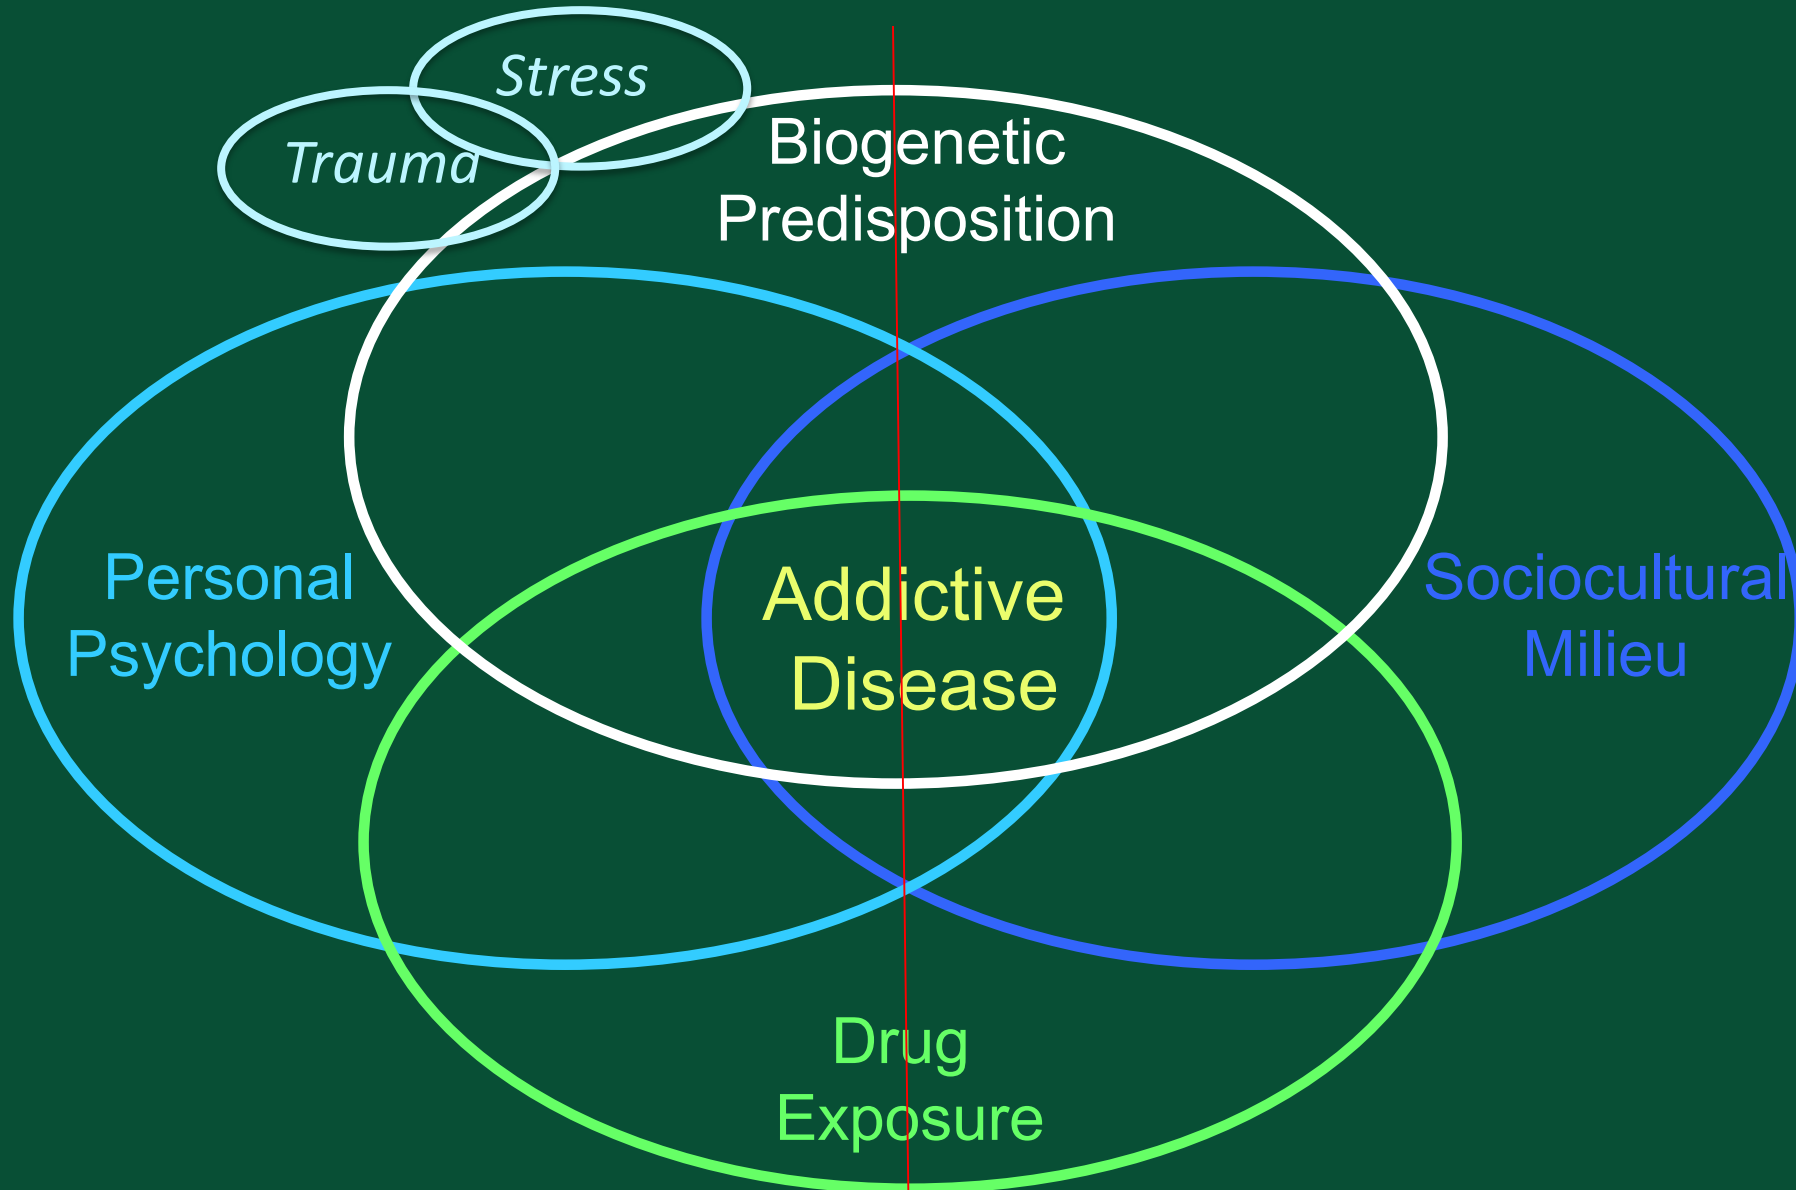 Stress
Trauma
Biogenetic
Predisposition
Personal
Psychology
Addictive
Disease
Sociocultural
Milieu
Drug
Exposure